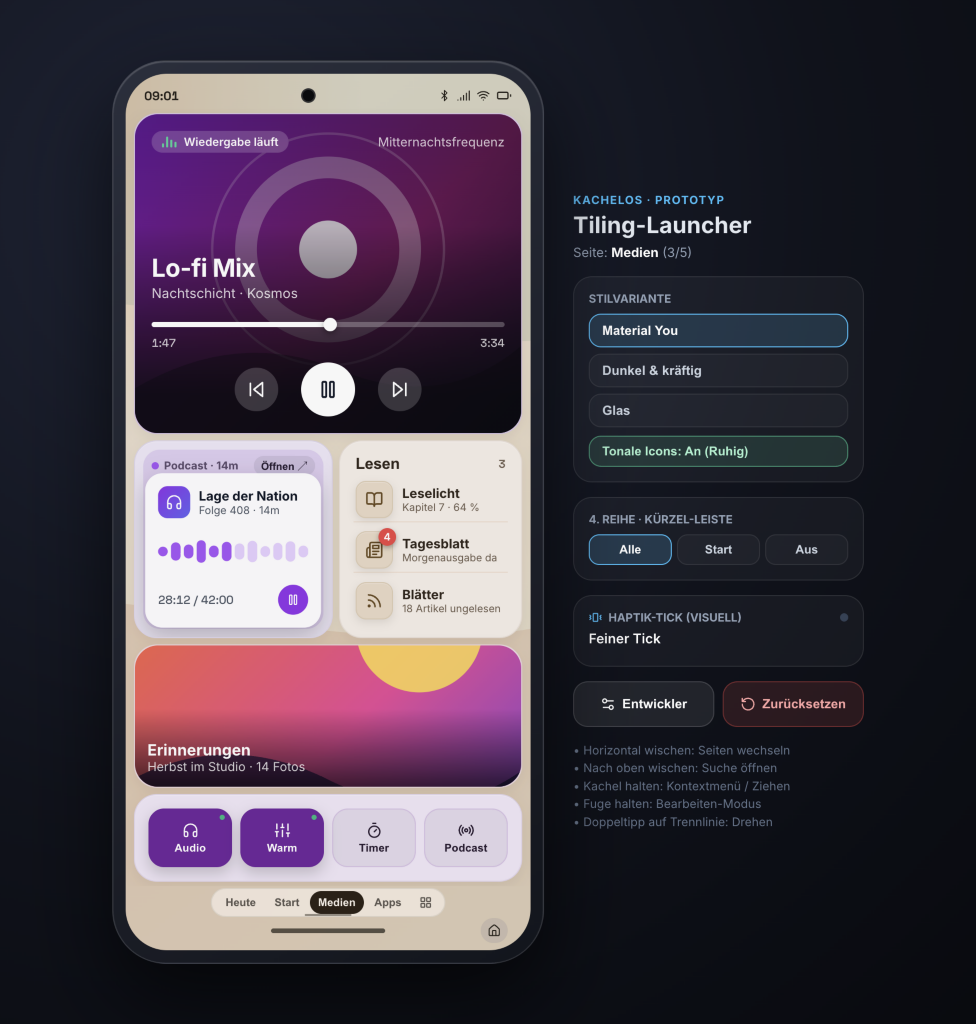 09:01
Wiedergabe läuft
Mitternachtsfrequenz
Lo-fi Mix
Nachtschicht · Kosmos
1:47
3:34
Podcast · 14m
Öffnen ↗
Lage der Nation
Folge 408 · 14m
28:12 / 42:00
Lesen
3
Leselicht
Kapitel 7 · 64 %
4
Tagesblatt
Morgenausgabe da
Blätter
18 Artikel ungelesen
Erinnerungen
Herbst im Studio · 14 Fotos
Audio
Warm
Timer
Podcast
Heute
Start
Medien
Apps
KACHELOS · PROTOTYP
Tiling-Launcher
Seite: Medien (3/5)
STILVARIANTE
Material You
Dunkel & kräftig
Glas
Tonale Icons: An (Ruhig)
4. REIHE · KÜRZEL-LEISTE
Alle
Start
Aus
HAPTIK-TICK (VISUELL)
Feiner Tick
Entwickler
Zurücksetzen
• Horizontal wischen: Seiten wechseln
• Nach oben wischen: Suche öffnen
• Kachel halten: Kontextmenü / Ziehen
• Fuge halten: Bearbeiten-Modus
• Doppeltipp auf Trennlinie: Drehen